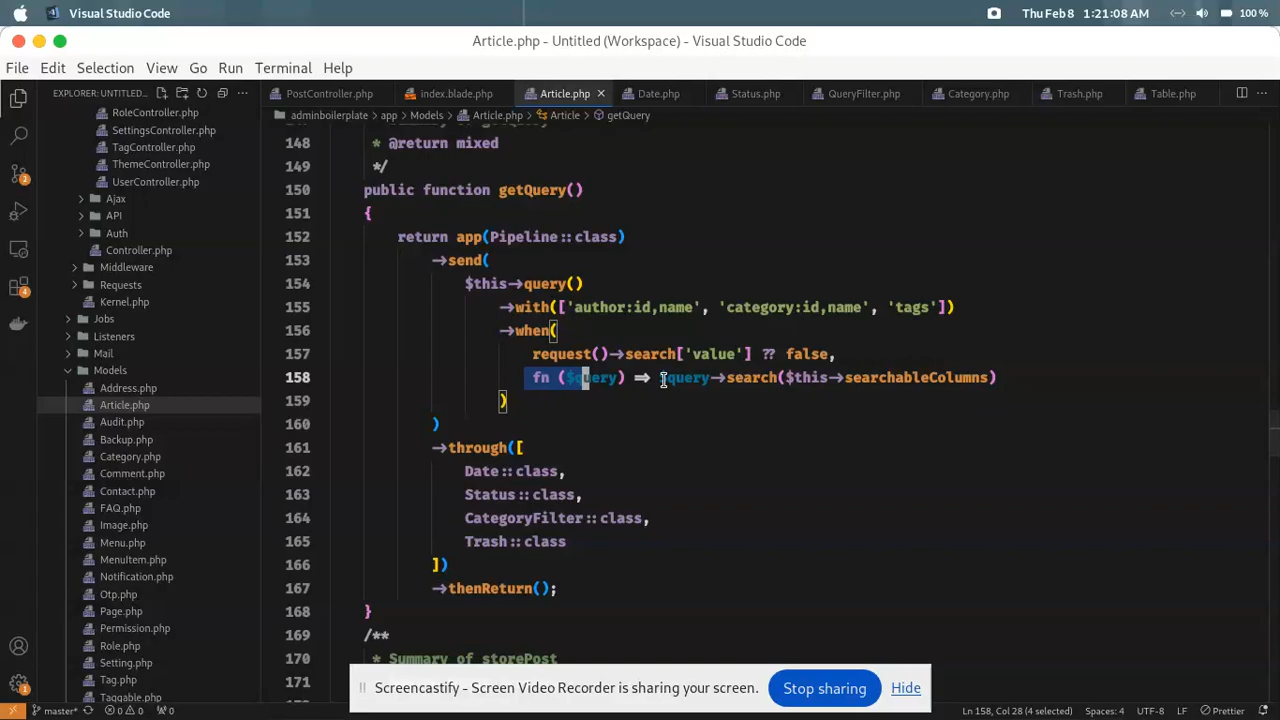 Visual Studio Code
Thu Feb 8 1:21:08 AM
100 %
Article.php - Untitled (Workspace) - Visual Studio Code
File Edit Selection View Go Run Terminal Help
EXPLORER: UNTITLED...
PostController.php index.blade.php Article.php Date.php Status.php QueryFilter.php Category.php Trash.php Table.php
adminboilerplate > app > Models > Article.php > Article > getQuery
RoleController.php
SettingsController.php
TagController.php
ThemeController.php
UserController.php
Ajax
API
Auth
Controller.php
Middleware
Requests
Kernel.php
Jobs
Listeners
Mail
Models
Address.php
Article.php
Audit.php
Backup.php
Category.php
Comment.php
Contact.php
FAQ.php
Image.php
Menu.php
MenuItem.php
Notification.php
Otp.php
Page.php
Permission.php
Role.php
Setting.php
Tag.php
Taggable.php
2
4
1
148 * @return mixed
149 */
150 public function getQuery()
151 {
152 return app(Pipeline::class)
153 ->send(
154 $this->query()
155 ->with(['author:id,name', 'category:id,name', 'tags'])
156 ->when(
157 request()->search['value'] ?? false,
158 fn ($query) => $query->search($this->searchableColumns)
159 )
160 )
161 ->through([
162 Date::class,
163 Status::class,
164 CategoryFilter::class,
165 Trash::class
166 ])
167 ->thenReturn();
168 }
169 /**
170 * Summary of storePost
171
Screencastify - Screen Video Recorder is sharing your screen. Stop sharing Hide
master* 0 0 0 Ln 158, Col 28 (4 selected) Spaces: 4 UTF-8 LF PHP Prettier